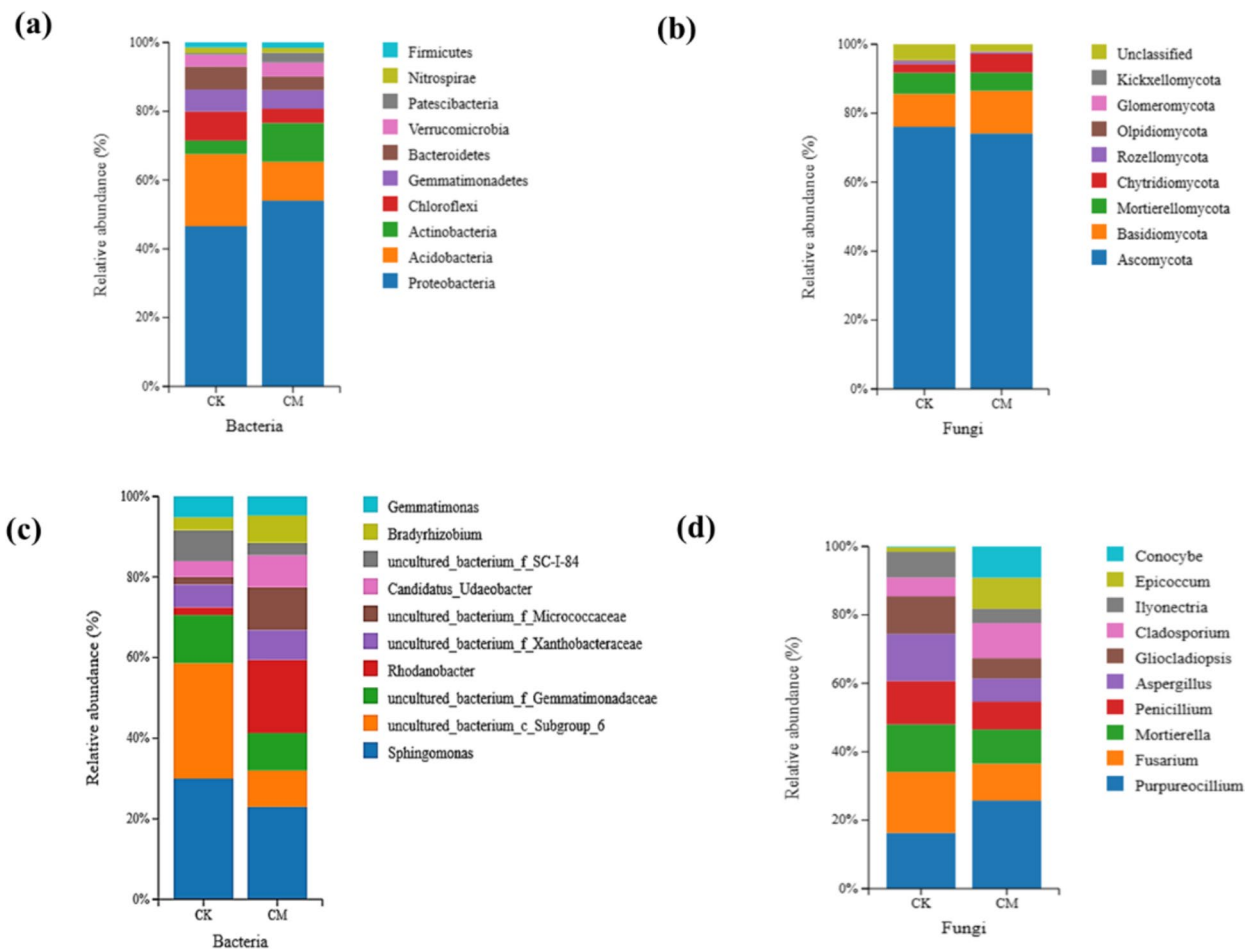 (a)
100%
80%
60%
40%
20%
0%
Relative abundance (%)
CK CM
Bacteria
Firmicutes
Nitrospirae
Patescibacteria
Verrucomicrobia
Bacteroidetes
Gemmatimonadetes
Chloroflexi
Actinobacteria
Acidobacteria
Proteobacteria
(b)
100%
80%
60%
40%
20%
0%
Relative abundance (%)
CK CM
Fungi
Unclassified
Kickxellomycota
Glomeromycota
Olpidiomycota
Rozellomycota
Chytridiomycota
Mortierellomycota
Basidiomycota
Ascomycota
(c)
100%
80%
60%
40%
20%
0%
Relative abundance (%)
CK CM
Bacteria
Gemmatimonas
Bradyrhizobium
uncultured_bacterium_f_SC-I-84
Candidatus_Udaeobacter
uncultured_bacterium_f_Micrococcaceae
uncultured_bacterium_f_Xanthobacteraceae
Rhodanobacter
uncultured_bacterium_f_Gemmatimonadaceae
uncultured_bacterium_c_Subgroup_6
Sphingomonas
(d)
100%
80%
60%
40%
20%
0%
Relative abundance (%)
CK CM
Fungi
Conocybe
Epicoccum
Ilyonectria
Cladosporium
Gliocladiopsis
Aspergillus
Penicillium
Mortierella
Fusarium
Purpureocillium